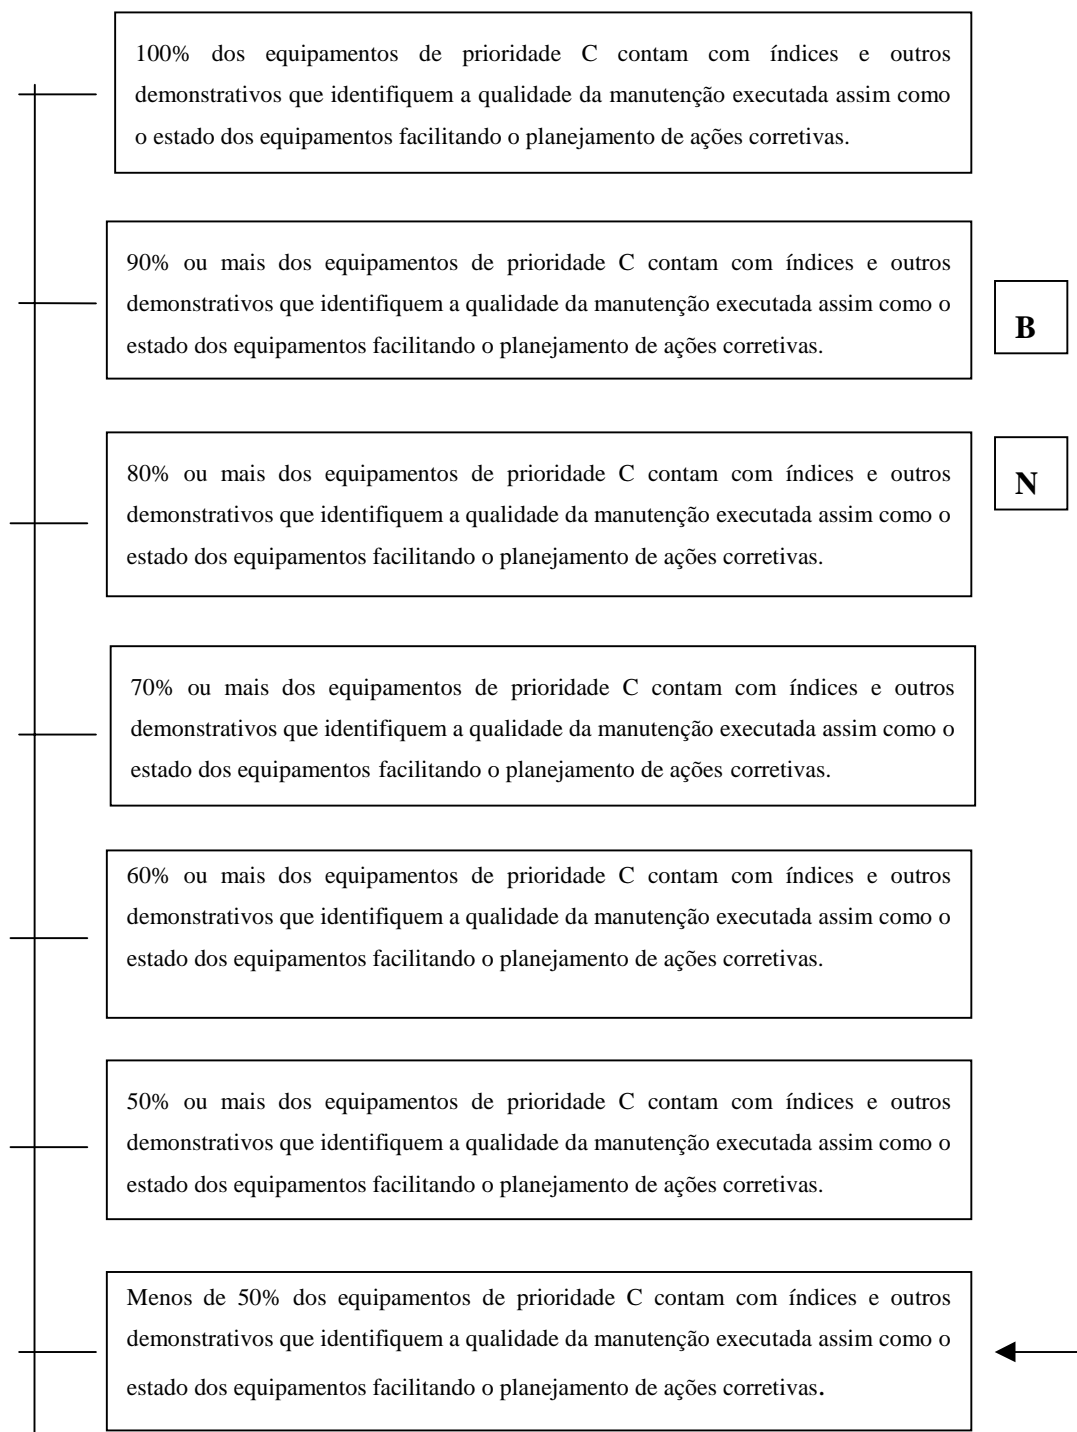 100% dos equipamentos de prioridade C contam com índices e outros
demonstrativos que identifiquem a qualidade da manutenção executada assim como
o estado dos equipamentos facilitando o planejamento de ações corretivas.
90% ou mais dos equipamentos de prioridade C contam com índices e outros
demonstrativos que identifiquem a qualidade da manutenção executada assim como o
estado dos equipamentos facilitando o planejamento de ações corretivas.
B
80% ou mais dos equipamentos de prioridade C contam com índices e outros
demonstrativos que identifiquem a qualidade da manutenção executada assim como o
estado dos equipamentos facilitando o planejamento de ações corretivas.
N
70% ou mais dos equipamentos de prioridade C contam com índices e outros
demonstrativos que identifiquem a qualidade da manutenção executada assim como o
estado dos equipamentos facilitando o planejamento de ações corretivas.
60% ou mais dos equipamentos de prioridade C contam com índices e outros
demonstrativos que identifiquem a qualidade da manutenção executada assim como o
estado dos equipamentos facilitando o planejamento de ações corretivas.
50% ou mais dos equipamentos de prioridade C contam com índices e outros
demonstrativos que identifiquem a qualidade da manutenção executada assim como o
estado dos equipamentos facilitando o planejamento de ações corretivas.
Menos de 50% dos equipamentos de prioridade C contam com índices e outros
demonstrativos que identifiquem a qualidade da manutenção executada assim como o
estado dos equipamentos facilitando o planejamento de ações corretivas.